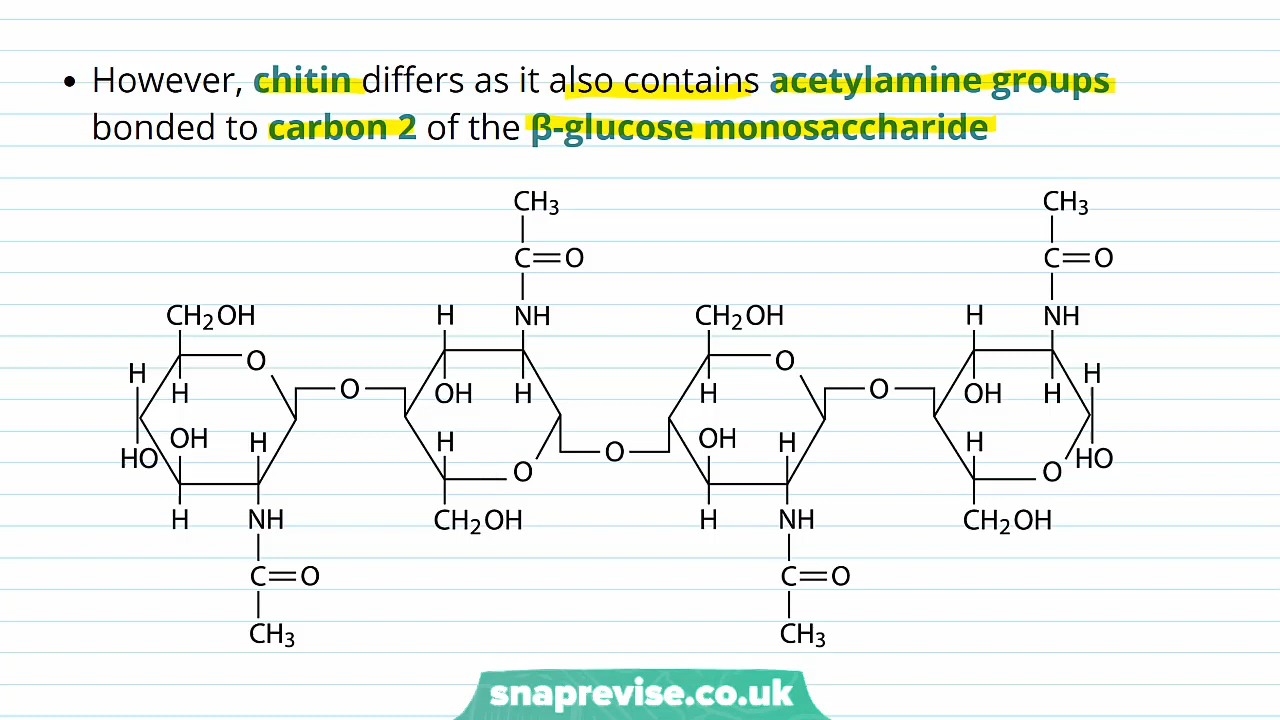 • However, chitin differs as it also contains acetylamine groups
bonded to carbon 2 of the β-glucose monosaccharide
CH₃ CH₃
C=O C=O
CH₂OH H NH CH₂OH H NH
O O
H H
O O
H OH H H OH H
OH H H OH H H
HO HO
O O O
H NH CH₂OH H NH CH₂OH
C=O C=O
CH₃ CH₃
snaprevise.co.uk